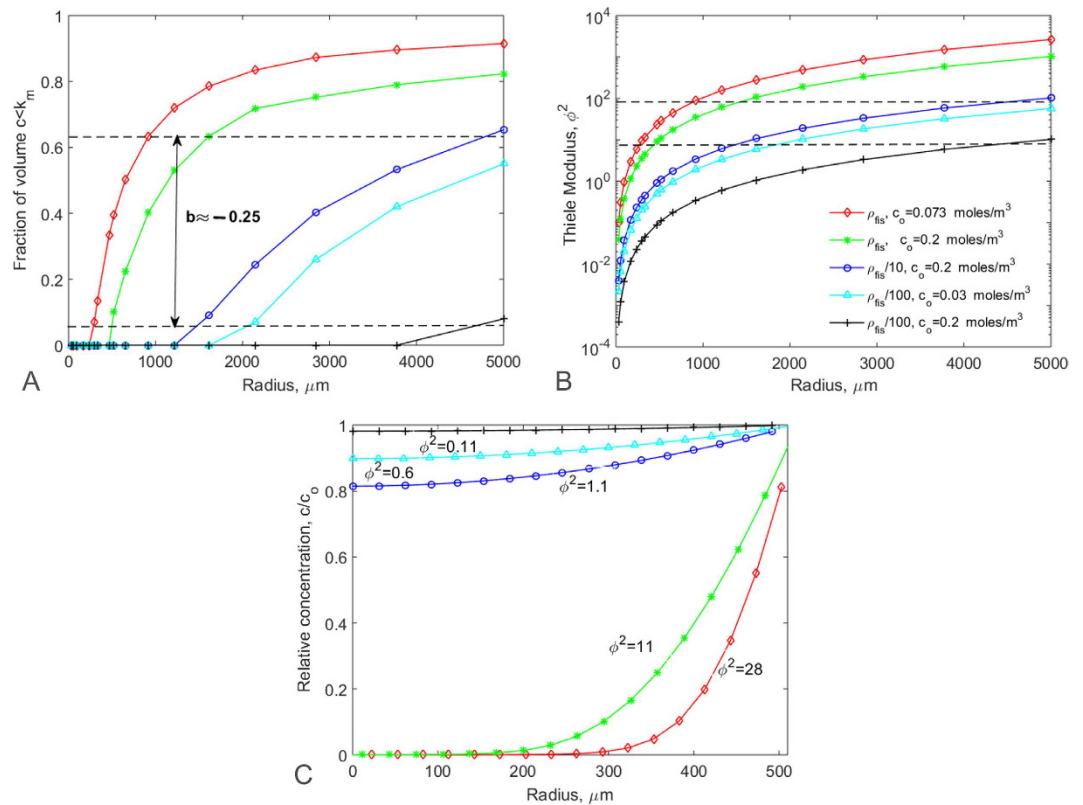 1
0.8
0.6
0.4
0.2
0
Fraction of volume c<k_m
b≈ −0.25
0 1000 2000 3000 4000 5000
Radius, μm
A
10^4
10^2
10^0
10^-2
10^-4
Thiele Modulus, ϕ^2
ρ_fis, c_o=0.073 moles/m^3
ρ_fis, c_o=0.2 moles/m^3
ρ_fis/10, c_o=0.2 moles/m^3
ρ_fis/100, c_o=0.03 moles/m^3
ρ_fis/100, c_o=0.2 moles/m^3
0 1000 2000 3000 4000 5000
Radius, μm
B
1
0.8
0.6
0.4
0.2
0
Relative concentration, c/c_o
ϕ^2=0.11
ϕ^2=0.6
ϕ^2=1.1
ϕ^2=11
ϕ^2=28
0 100 200 300 400 500
Radius, μm
C